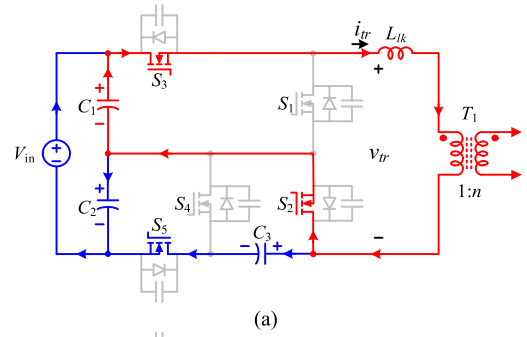 i_tr
L_lk
+
S_3
+
C_1
−
S_1
T_1
V_in
v_tr
+
C_2
−
S_4
S_2
1:n
S_5
− C_3 +
−
(a)